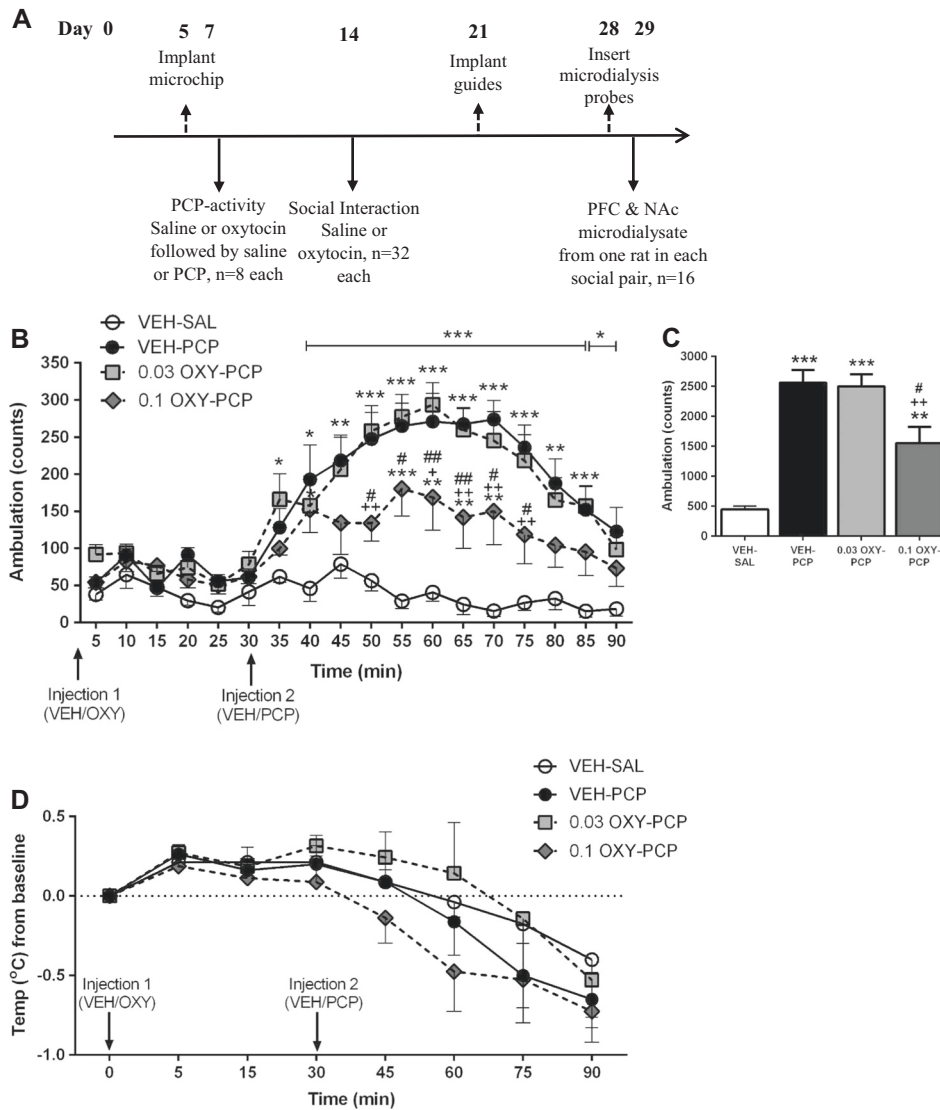 A
Day 0 5 7 14 21 28 29
Implant
microchip
Implant
guides
Insert
microdialysis
probes
PCP-activity
Saline or oxytocin
followed by saline
or PCP, n=8 each
Social Interaction
Saline or
oxytocin, n=32
each
PFC & NAc
microdialysate
from one rat in each
social pair, n=16
B
VEH-SAL
VEH-PCP
0.03 OXY-PCP
0.1 OXY-PCP
*** *
Ambulation (counts)
350
300
250
200
150
100
50
0
* * ** *** *** *** *** *** *** ** ***
*
#
++
#
***
##
+
**
##
++
**
#
++
**
#
++
5 10 15 20 25 30 35 40 45 50 55 60 65 70 75 80 85 90
Time (min)
Injection 1
(VEH/OXY)
Injection 2
(VEH/PCP)
C
Ambulation (counts)
3000
2500
2000
1500
1000
500
0
*** ***
#
++
**
VEH-
SAL
VEH-
PCP
0.03 OXY-
PCP
0.1 OXY-
PCP
D
VEH-SAL
VEH-PCP
0.03 OXY-PCP
0.1 OXY-PCP
Temp (°C) from baseline
0.5
0.0
-0.5
-1.0
Injection 1
(VEH/OXY)
Injection 2
(VEH/PCP)
0 5 15 30 45 60 75 90
Time (min)